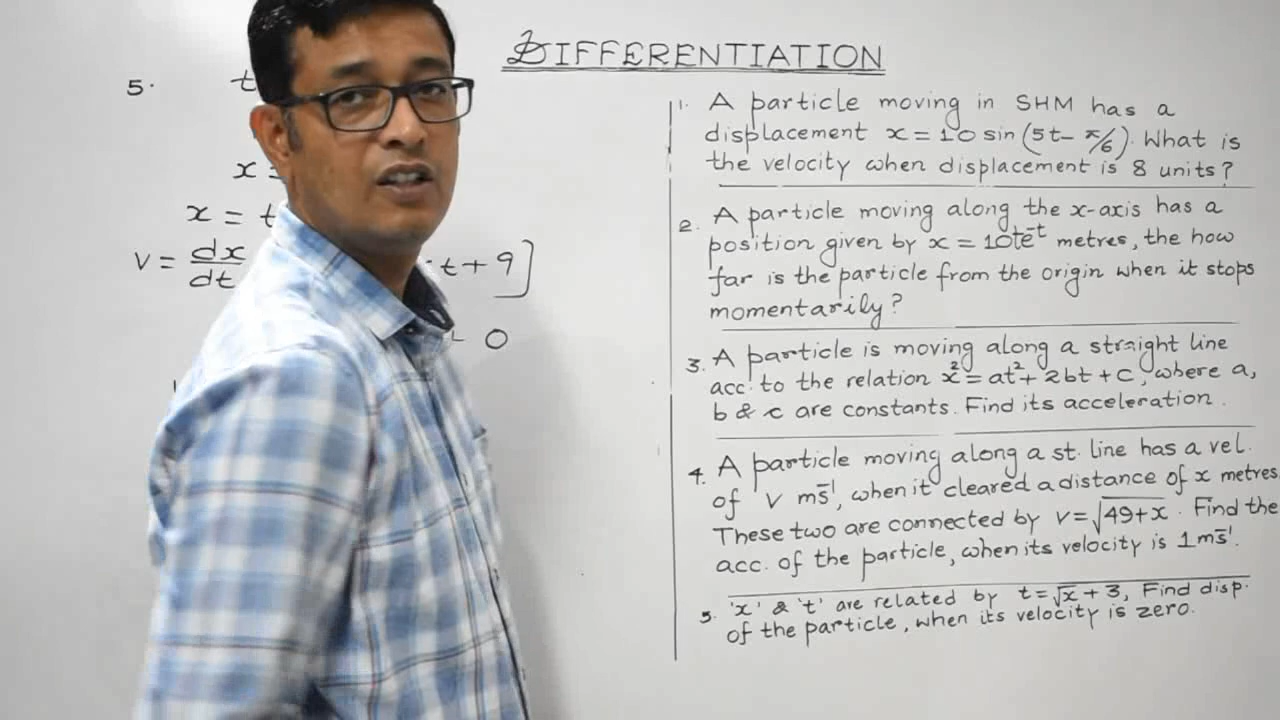 DIFFERENTIATION
5. t
x =
x = t
V = dx/dt t + 9]
0
1. A particle moving in SHM has a
displacement x = 10 sin (5t - π/6). What is
the velocity when displacement is 8 units?
2. A particle moving along the x-axis has a
position given by x = 10te⁻ᵗ metres, the how
far is the particle from the origin when it stops
momentarily?
3. A particle is moving along a straight line
acc. to the relation x² = at² + 2bt + c, where a,
b & c are constants. Find its acceleration.
4. A particle moving along a st. line has a vel.
of V ms⁻¹, when it cleared a distance of x metres.
These two are connected by V = √49+x. Find the
acc. of the particle, when its velocity is 1 ms⁻¹.
5. 'x' & 't' are related by t = √x + 3, Find disp.
of the particle, when its velocity is zero.